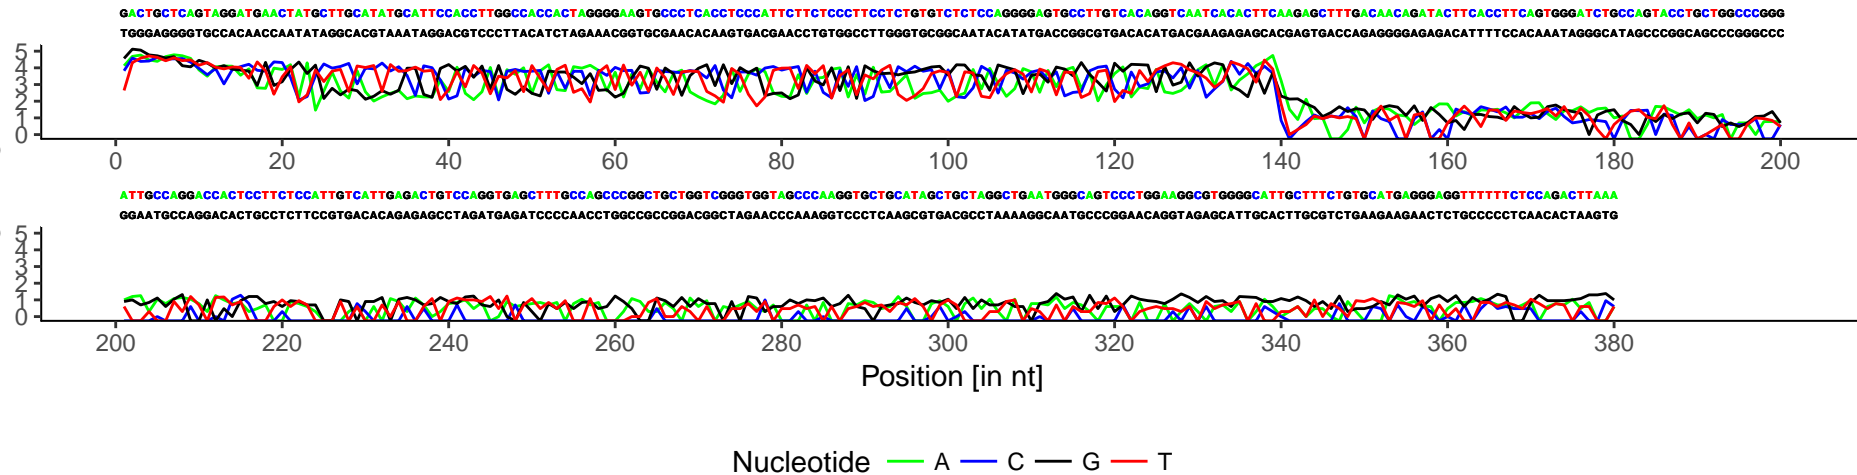 GACTGCTCAGTAGGATGAACTATGCTTGCATATGCATTCCACCTTGGCCACCACTAGGGGAAGTGCCCTCACCTCCCATTCTTCTCCCTTCCTCTGTGTCTCTCCAGGGGAGTGCCTTGTCACAGGTCAATCACACTTCAAGAGCTTTGACAACAGATACTTCACCTTCAGTGGGATCTGCCAGTACCTGCTGGCCCGGG
TGGGAGGGGTGCCACAACCAATATAGGCACGTAAATAGGACGTCCCTTACATCTAGAAACGGTGCGAACACAAGTGACGAACCTGTGGCCTTGGGTGCGGCAATACATATGACCGGCGTGACACATGACGAAGAGAGCACGAGTGACCAGAGGGGAGAGACATTTTCCACAAATAGGGCATAGCCCGGCAGCCCGGGCCC
5
4
3
2
1
0
0 20 40 60 80 100 120 140 160 180 200
ATTGCCAGGACCACTCCTTCTCCATTGTCATTGAGACTGTCCAGGTGAGCTTTGCCAGCCCGGCTGCTGGTCGGGTGGTAGCCCAAGGTGCTGCATAGCTGCTAGGCTGAATGGGCAGTCCCTGGAAGGCGTGGGGCATTGCTTTCTGTGCATGAGGGAGGTTTTTTCTCCAGACTTAAA
GGAATGCCAGGACACTGCCTCTTCCGTGACACAGAGAGCCTAGATGAGATCCCCAACCTGGCCGCCGGACGGCTAGAACCCAAAGGTCCCTCAAGCGTGACGCCTAAAAGGCAATGCCCGGAACAGGTAGAGCATTGCACTTGCGTCTGAAGAAGAACTCTGCCCCCTCAACACTAAGTG
5
4
3
2
1
0
200 220 240 260 280 300 320 340 360 380
Position [in nt]
Nucleotide A C G T